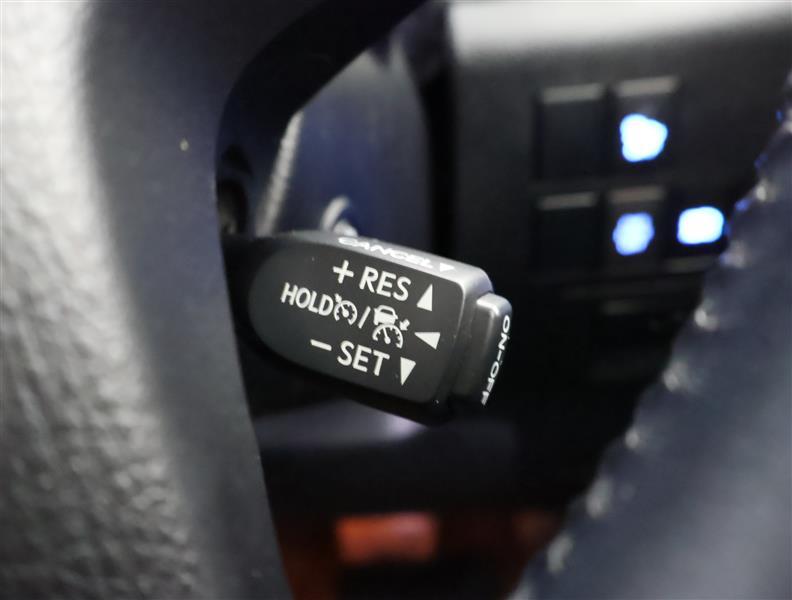 CANCEL▼
+ RES ▲
HOLD / ◀
− SET ▼
ON-OFF